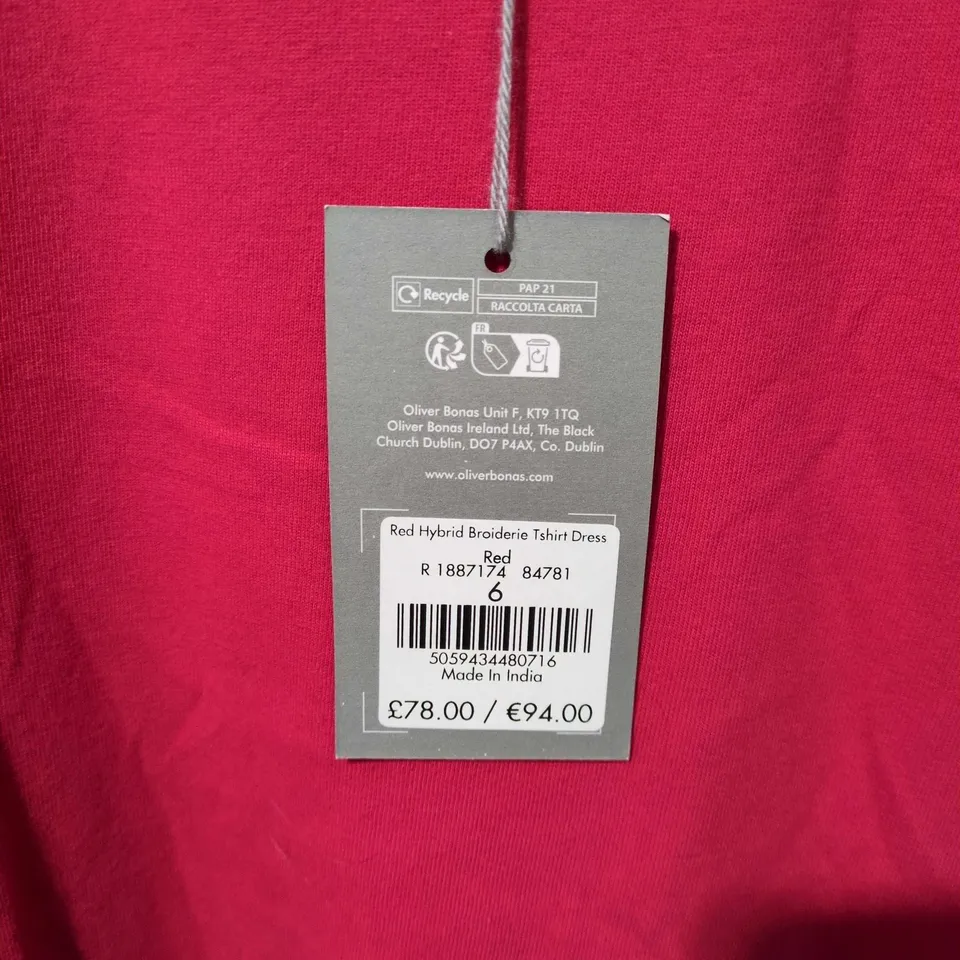 Recycle
PAP 21
RACCOLTA CARTA
FR
Oliver Bonas Unit F, KT9 1TQ
Oliver Bonas Ireland Ltd, The Black
Church Dublin, DO7 P4AX, Co. Dublin
www.oliverbonas.com
Red Hybrid Broiderie Tshirt Dress
Red
R 1887174 84781
6
5059434480716
Made In India
£78.00 / €94.00